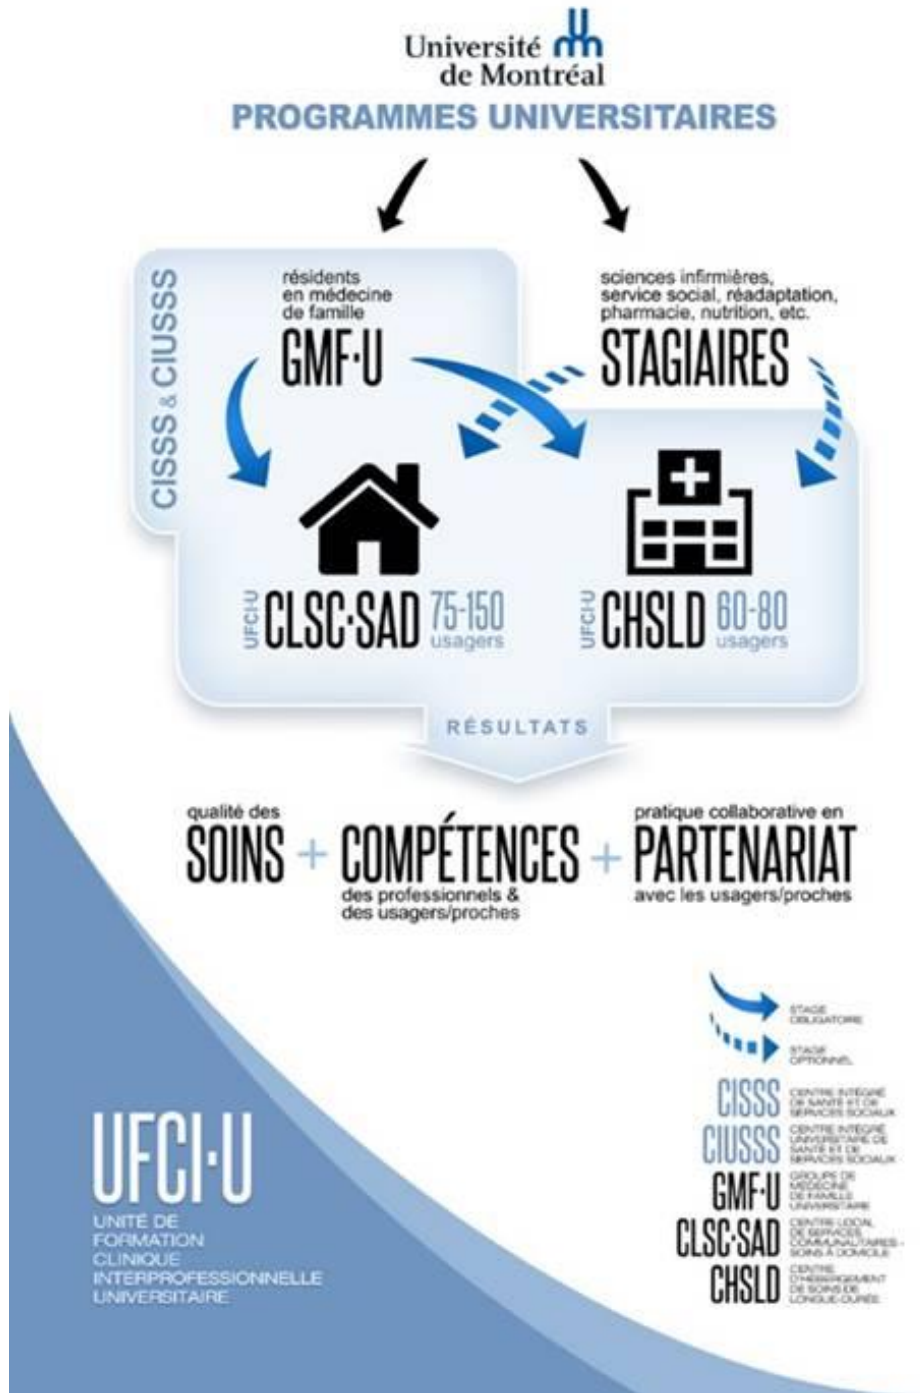 Université
de Montréal
PROGRAMMES UNIVERSITAIRES
CISSS & CIUSSS
résidents
en médecine
de famille
GMF·U
sciences infirmières,
service social, réadaptation,
pharmacie, nutrition, etc.
STAGIAIRES
UFCI·U
CLSC·SAD
75-150
usagers
UFCI·U
CHSLD
60-80
usagers
RÉSULTATS
qualité des
SOINS
+
COMPÉTENCES
des professionnels &
des usagers/proches
+
pratique collaborative en
PARTENARIAT
avec les usagers/proches
STAGE
OBLIGATOIRE
STAGE
OPTIONNEL
CISSS
CENTRE INTÉGRÉ
DE SANTÉ ET DE
SERVICES SOCIAUX
CIUSSS
CENTRE INTÉGRÉ
UNIVERSITAIRE DE
SANTÉ ET DE
SERVICES SOCIAUX
GMF·U
GROUPE DE
MÉDECINE
DE FAMILLE
UNIVERSITAIRE
CLSC·SAD
CENTRE LOCAL
DE SERVICES
COMMUNAUTAIRES -
SOINS À DOMICILE
CHSLD
CENTRE
D'HÉBERGEMENT
DE SOINS DE
LONGUE-DURÉE
UFCI·U
UNITÉ DE
FORMATION
CLINIQUE
INTERPROFESSIONNELLE
UNIVERSITAIRE